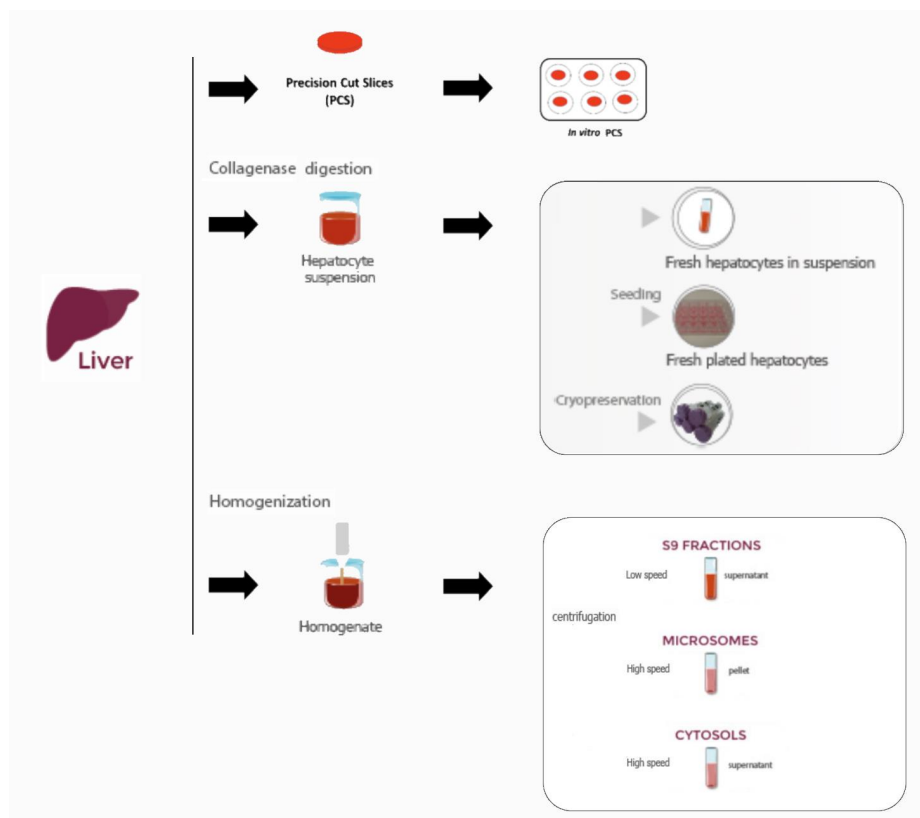 Precision Cut Slices
(PCS)
In vitro PCS
Collagenase digestion
Hepatocyte
suspension
Fresh hepatocytes in suspension
Seeding
Fresh plated hepatocytes
Cryopreservation
Liver
Homogenization
Homogenate
S9 FRACTIONS
Low speed
supernatant
centrifugation
MICROSOMES
High speed
pellet
CYTOSOLS
High speed
supernatant